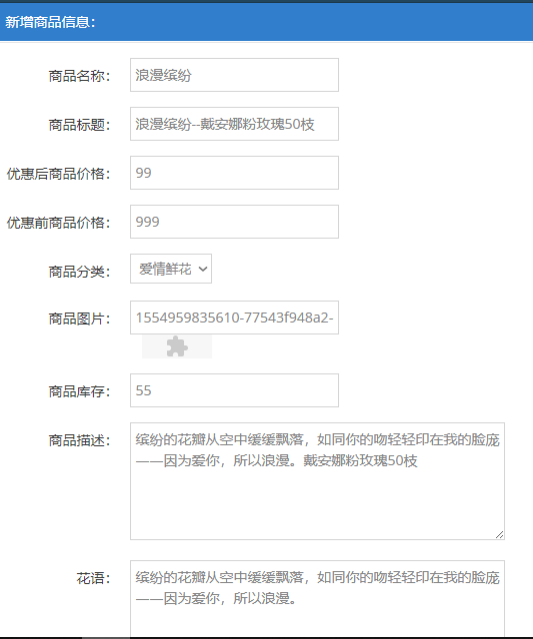 新增商品信息：
商品名称： 浪漫缤纷
商品标题： 浪漫缤纷--戴安娜粉玫瑰50枝
优惠后商品价格： 99
优惠前商品价格： 999
商品分类： 爱情鲜花
商品图片： 1554959835610-77543f948a2-
商品库存： 55
商品描述： 缤纷的花瓣从空中缓缓飘落，如同你的吻轻轻印在我的脸庞
——因为爱你，所以浪漫。戴安娜粉玫瑰50枝
花语： 缤纷的花瓣从空中缓缓飘落，如同你的吻轻轻印在我的脸庞
——因为爱你，所以浪漫。